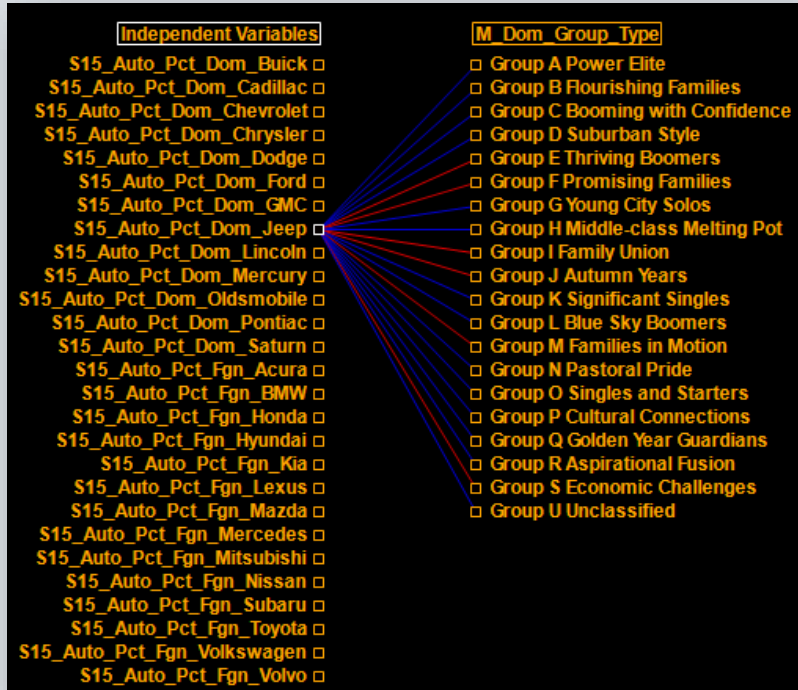 Independent Variables
S15_Auto_Pct_Dom_Buick
S15_Auto_Pct_Dom_Cadillac
S15_Auto_Pct_Dom_Chevrolet
S15_Auto_Pct_Dom_Chrysler
S15_Auto_Pct_Dom_Dodge
S15_Auto_Pct_Dom_Ford
S15_Auto_Pct_Dom_GMC
S15_Auto_Pct_Dom_Jeep
S15_Auto_Pct_Dom_Lincoln
S15_Auto_Pct_Dom_Mercury
S15_Auto_Pct_Dom_Oldsmobile
S15_Auto_Pct_Dom_Pontiac
S15_Auto_Pct_Dom_Saturn
S15_Auto_Pct_Fgn_Acura
S15_Auto_Pct_Fgn_BMW
S15_Auto_Pct_Fgn_Honda
S15_Auto_Pct_Fgn_Hyundai
S15_Auto_Pct_Fgn_Kia
S15_Auto_Pct_Fgn_Lexus
S15_Auto_Pct_Fgn_Mazda
S15_Auto_Pct_Fgn_Mercedes
S15_Auto_Pct_Fgn_Mitsubishi
S15_Auto_Pct_Fgn_Nissan
S15_Auto_Pct_Fgn_Subaru
S15_Auto_Pct_Fgn_Toyota
S15_Auto_Pct_Fgn_Volkswagen
S15_Auto_Pct_Fgn_Volvo
M_Dom_Group_Type
Group A Power Elite
Group B Flourishing Families
Group C Booming with Confidence
Group D Suburban Style
Group E Thriving Boomers
Group F Promising Families
Group G Young City Solos
Group H Middle-class Melting Pot
Group I Family Union
Group J Autumn Years
Group K Significant Singles
Group L Blue Sky Boomers
Group M Families in Motion
Group N Pastoral Pride
Group O Singles and Starters
Group P Cultural Connections
Group Q Golden Year Guardians
Group R Aspirational Fusion
Group S Economic Challenges
Group U Unclassified